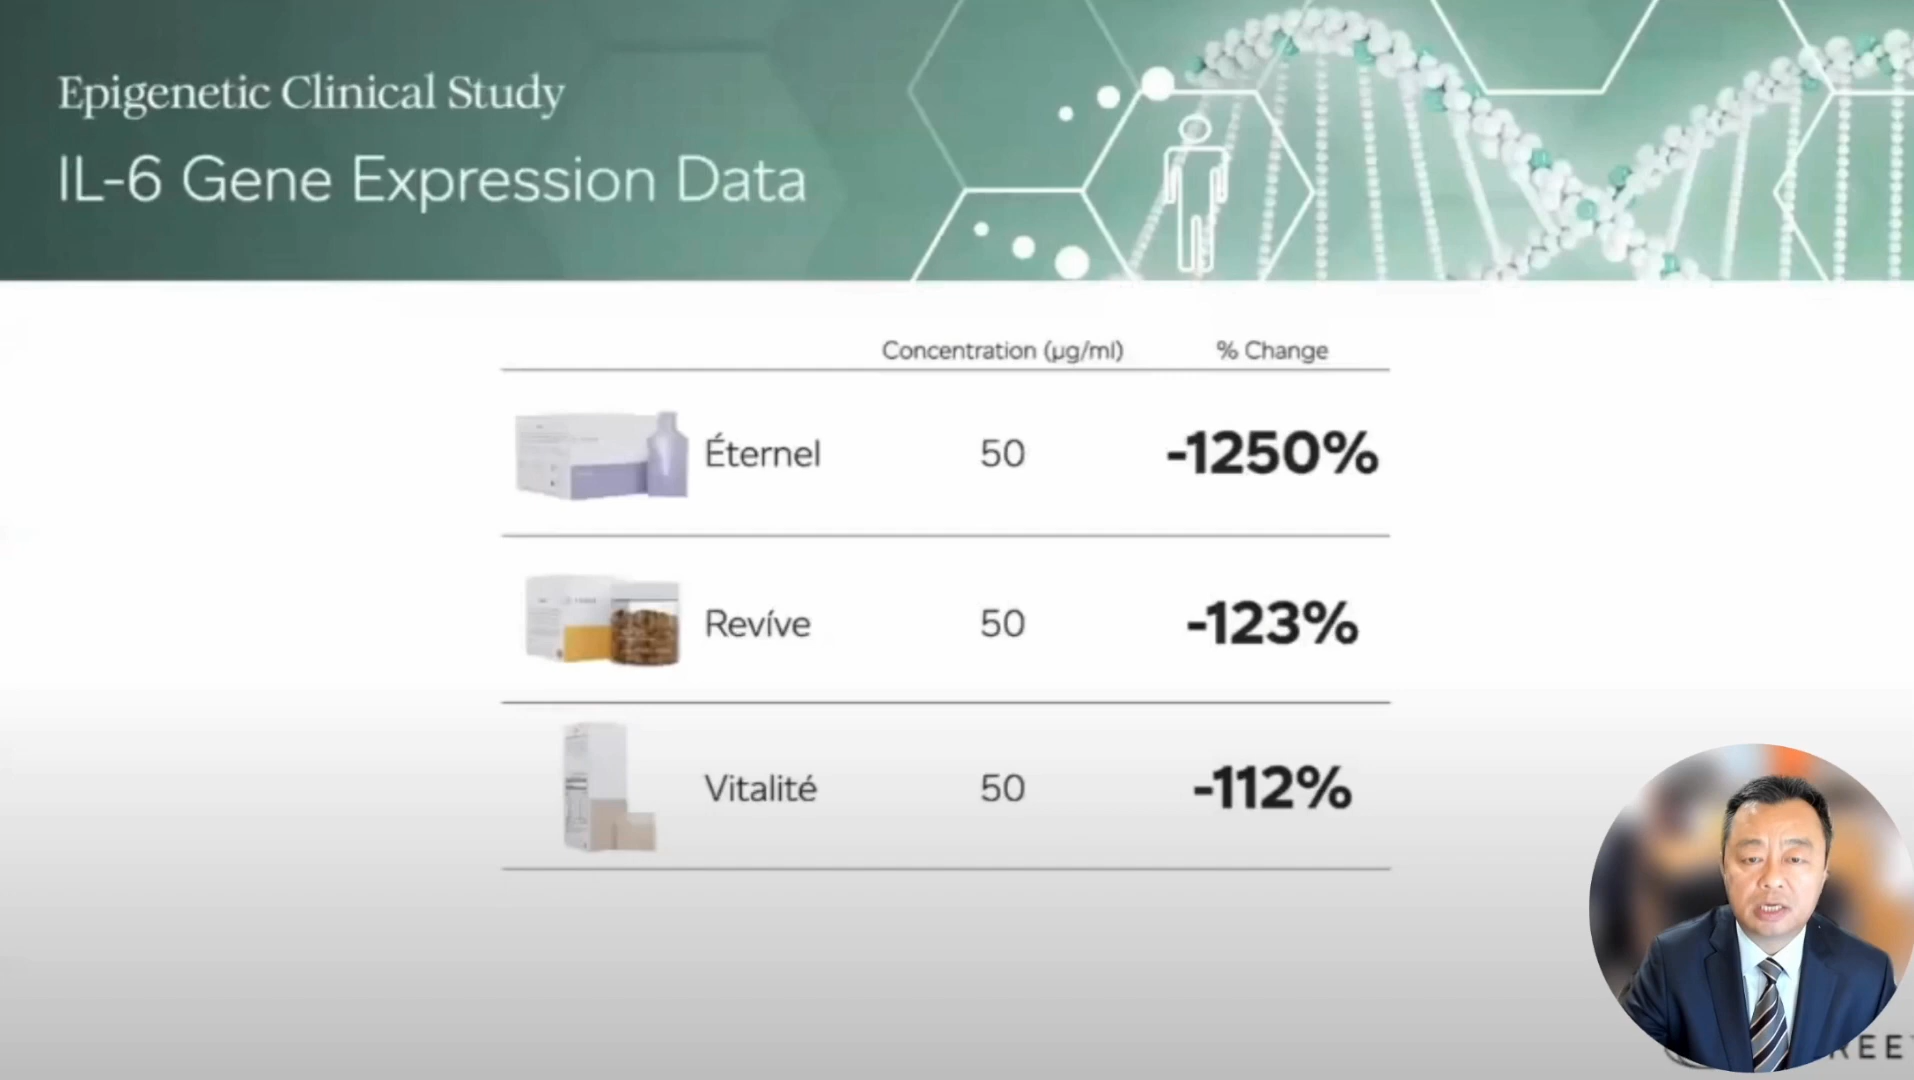 Epigenetic Clinical Study
IL-6 Gene Expression Data
Concentration (µg/ml) % Change
Éternel 50 -1250%
Revíve 50 -123%
Vitalité 50 -112%